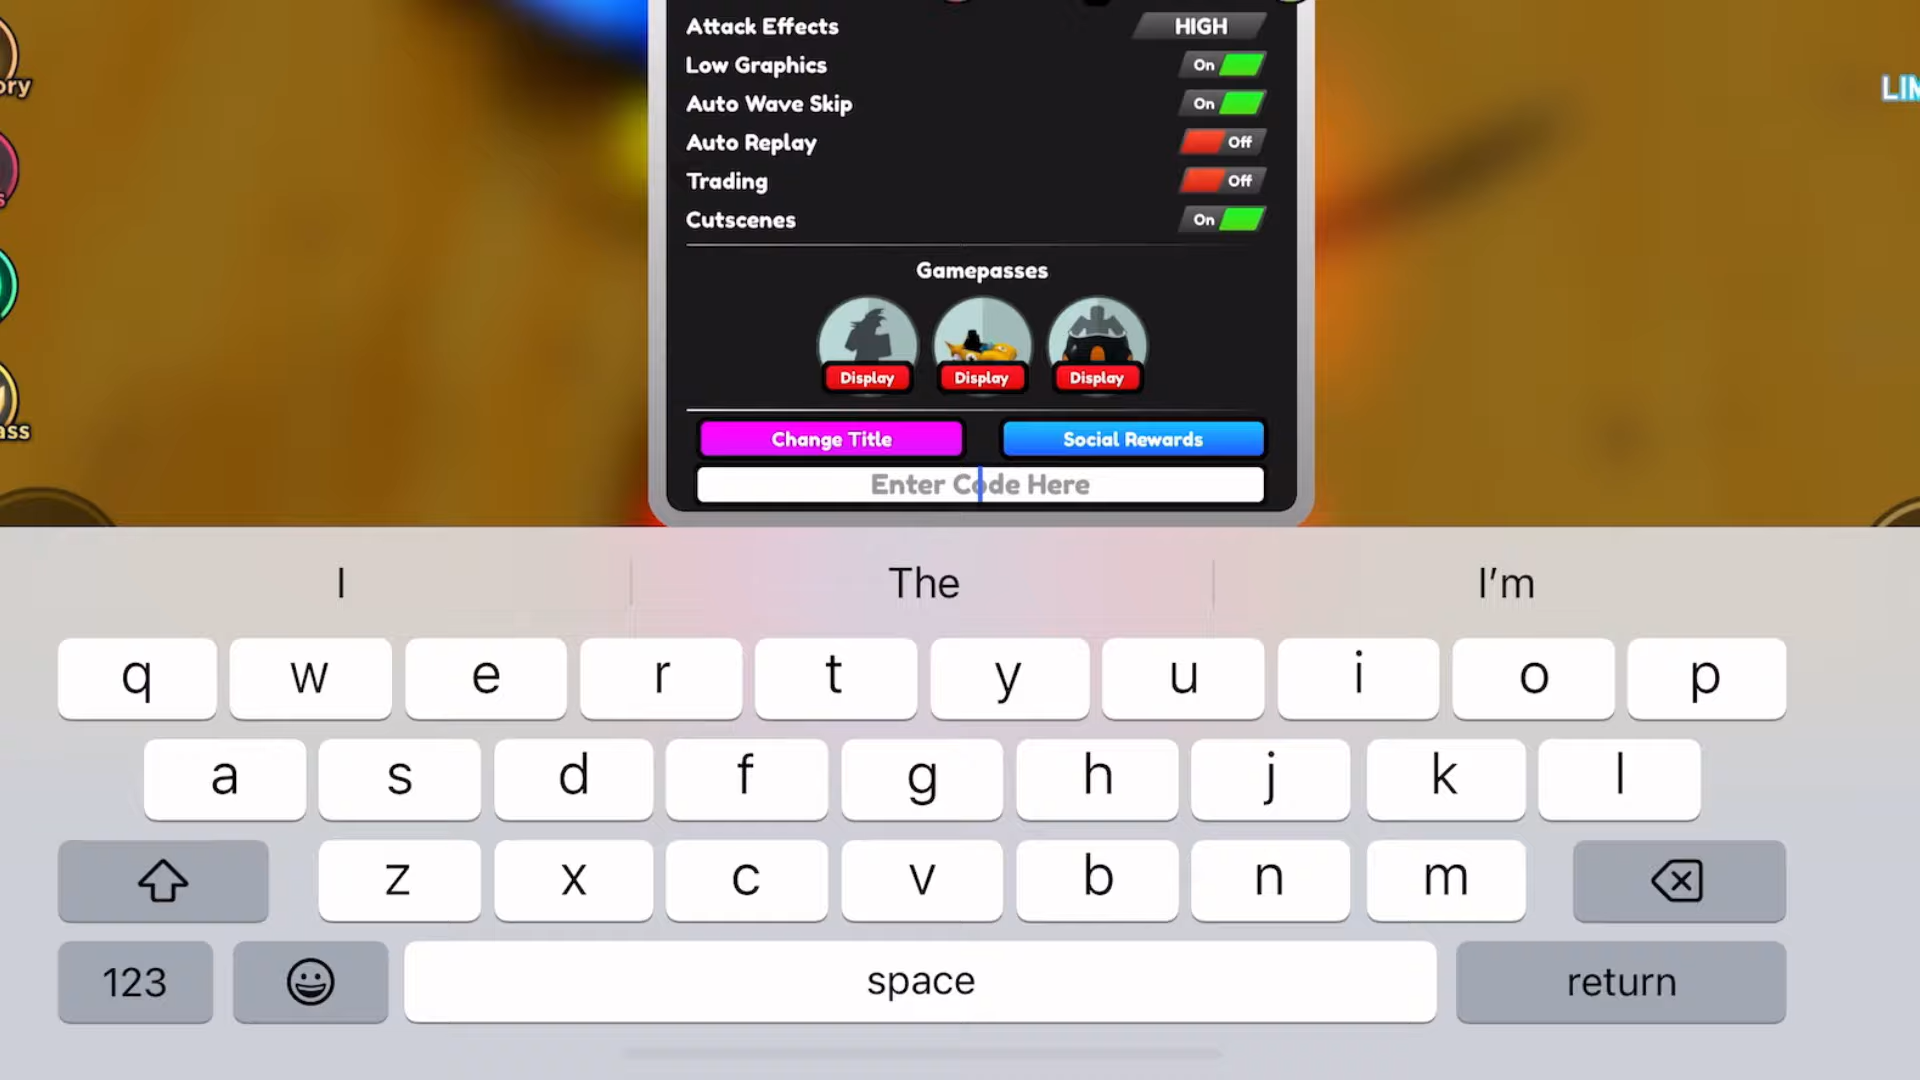 Attack Effects HIGH
Low Graphics On
Auto Wave Skip On
Auto Replay Off
Trading Off
Cutscenes On
Gamepasses
Display Display Display
Change Title Social Rewards
Enter Code Here
I The I'm
q w e r t y u i o p
a s d f g h j k l
z x c v b n m
123 space return